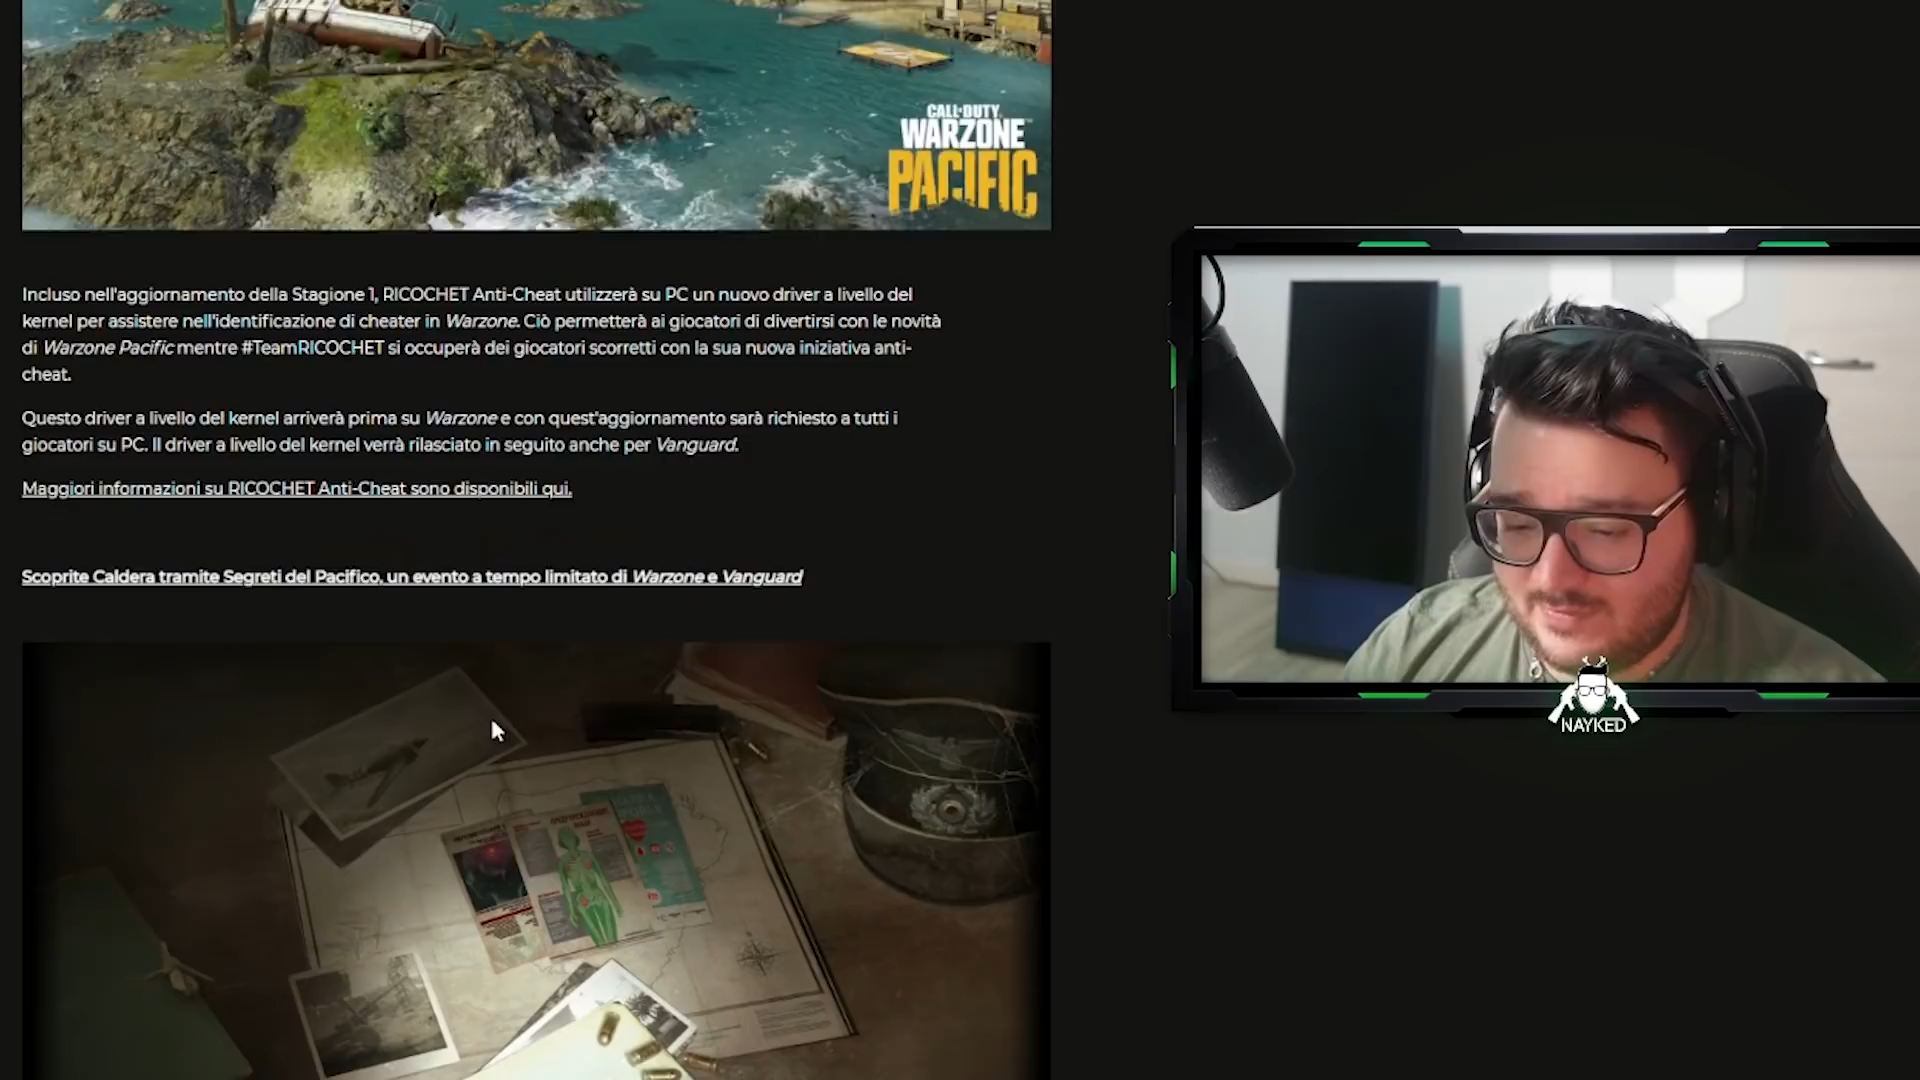 CALL OF DUTY
WARZONE
PACIFIC
Incluso nell'aggiornamento della Stagione 1, RICOCHET Anti-Cheat utilizzerà su PC un nuovo driver a livello del
kernel per assistere nell'identificazione di cheater in Warzone. Ciò permetterà ai giocatori di divertirsi con le novità
di Warzone Pacific mentre #TeamRICOCHET si occuperà dei giocatori scorretti con la sua nuova iniziativa anti-
cheat.
Questo driver a livello del kernel arriverà prima su Warzone e con quest'aggiornamento sarà richiesto a tutti i
giocatori su PC. Il driver a livello del kernel verrà rilasciato in seguito anche per Vanguard.
Maggiori informazioni su RICOCHET Anti-Cheat sono disponibili qui.
Scoprite Caldera tramite Segreti del Pacifico, un evento a tempo limitato di Warzone e Vanguard
NAYKED